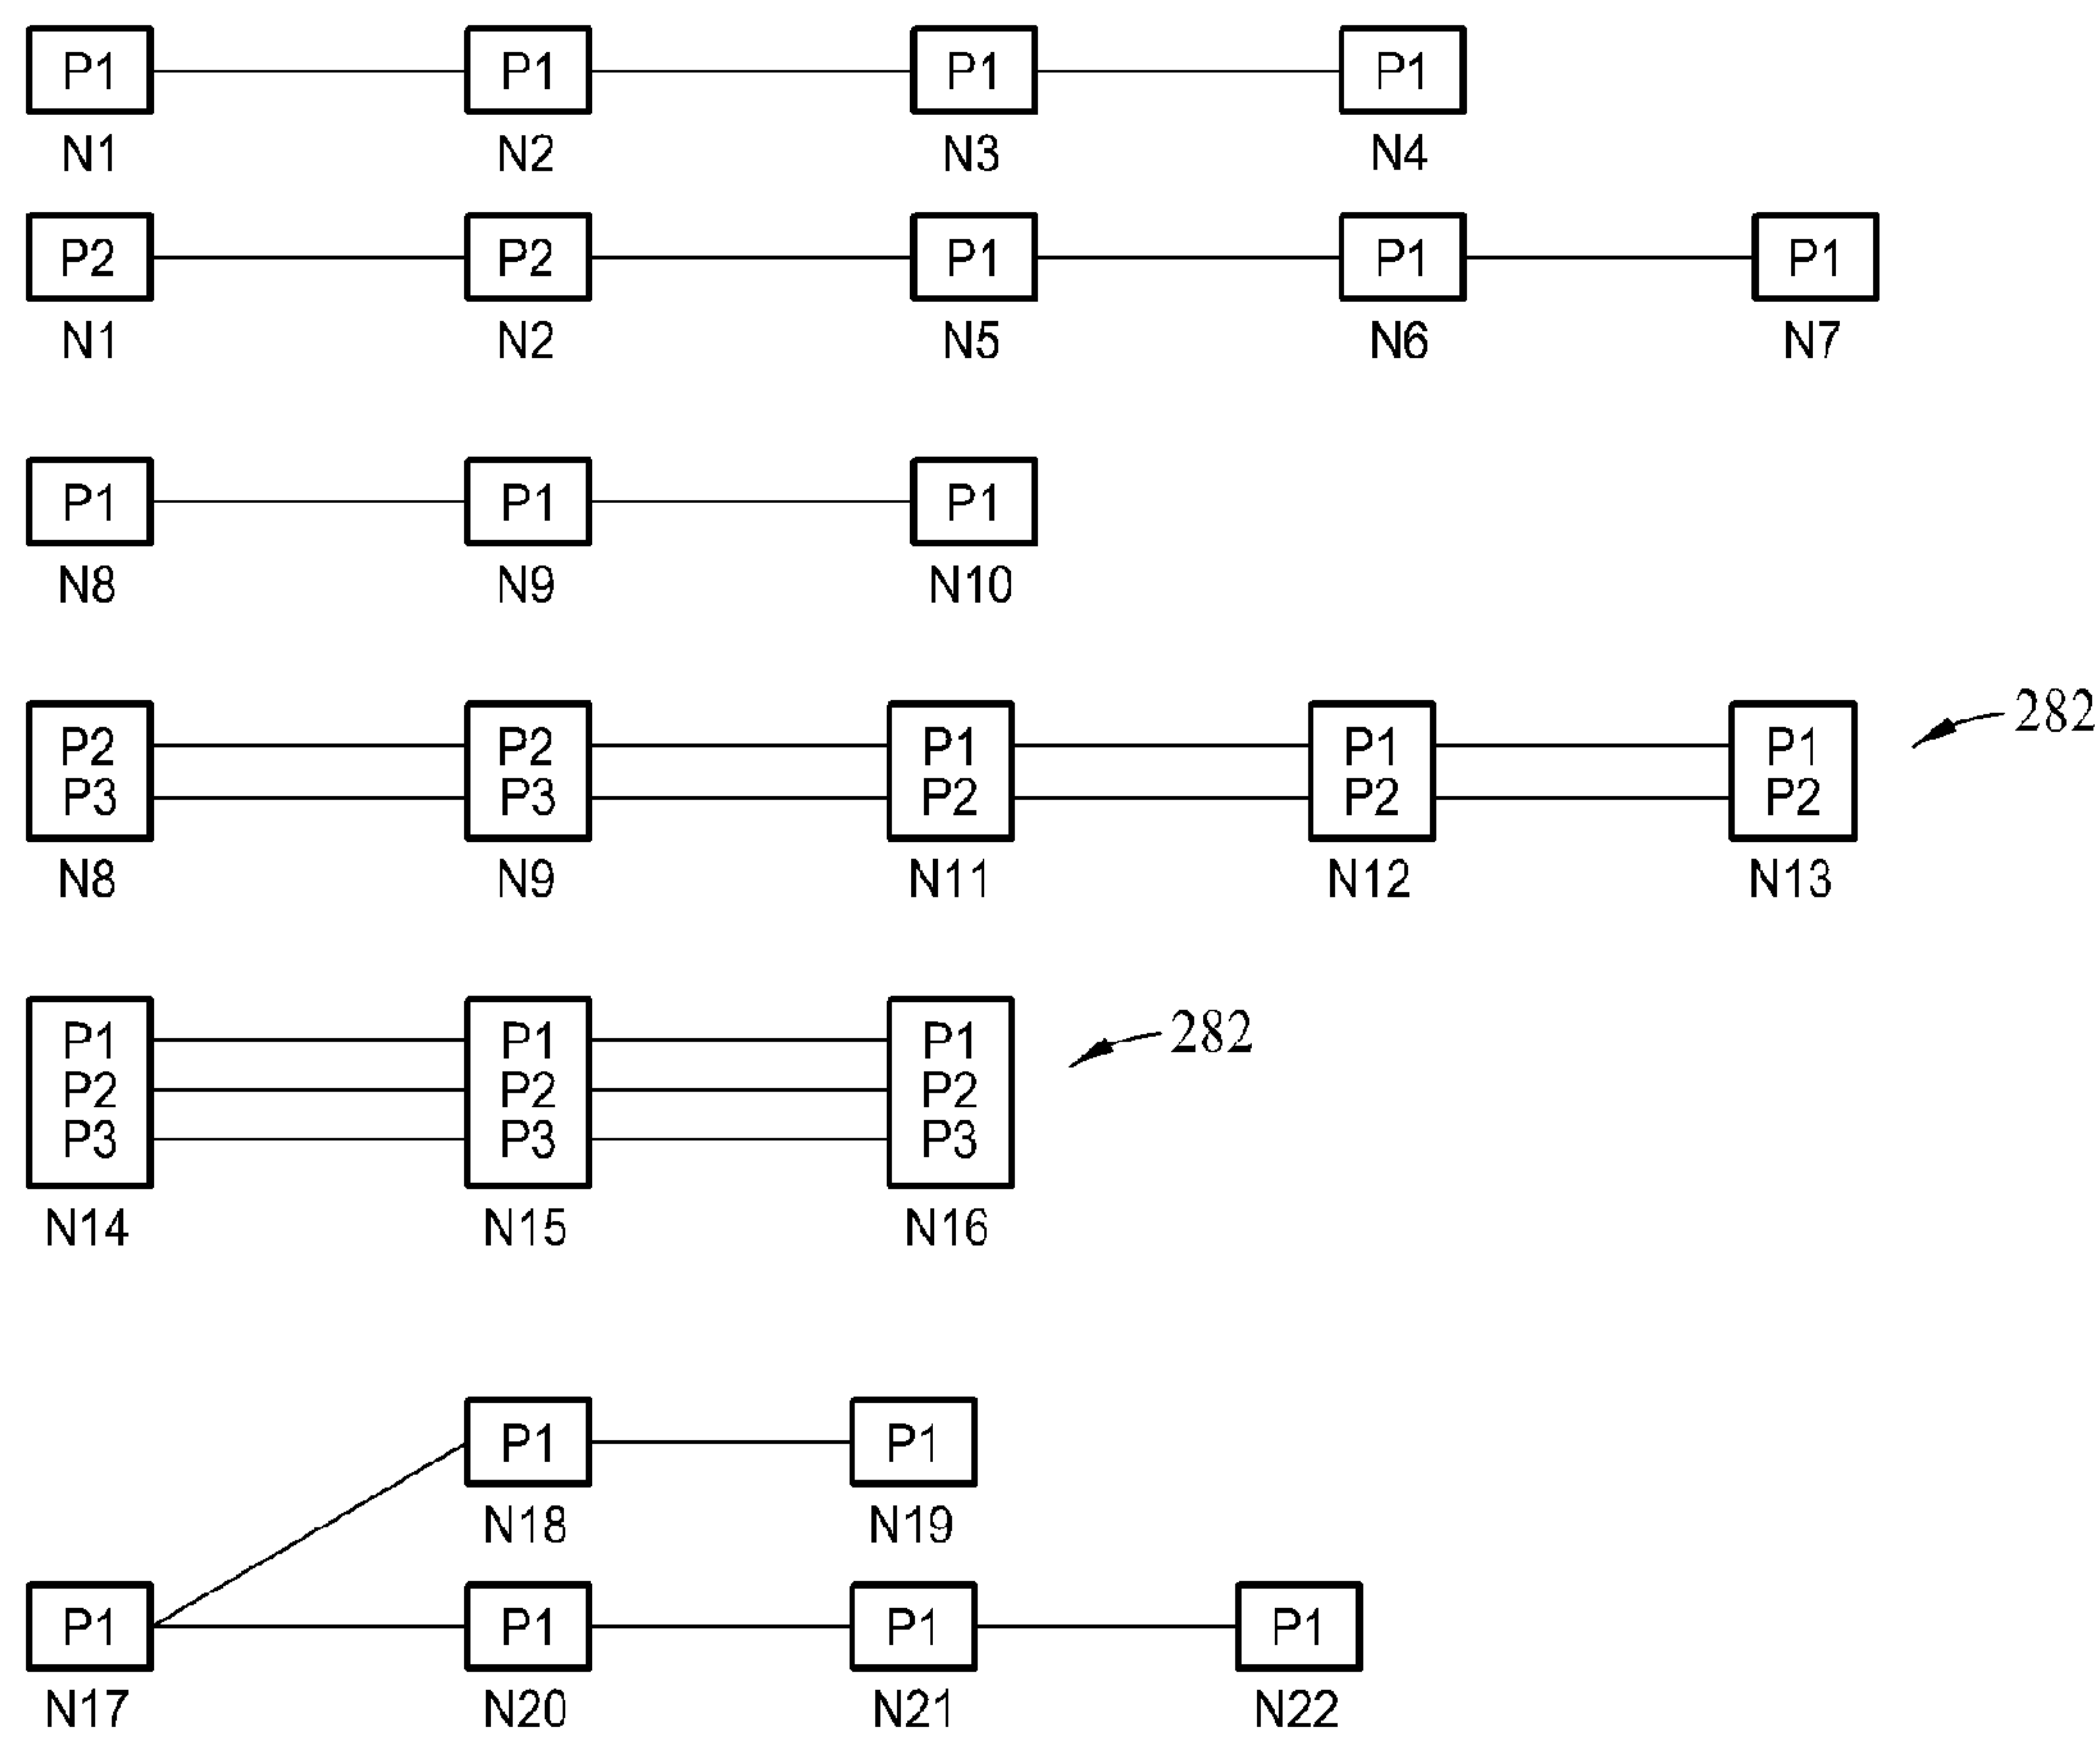 P1 P1 P1 P1
N1 N2 N3 N4
P2 P2 P1 P1 P1
N1 N2 N5 N6 N7
P1 P1 P1
N8 N9 N10
282
P2 P2 P1 P1 P1
P3 P3 P2 P2 P2
N8 N9 N11 N12 N13
282
P1 P1 P1
P2 P2 P2
P3 P3 P3
N14 N15 N16
P1 P1
N18 N19
P1 P1 P1 P1
N17 N20 N21 N22